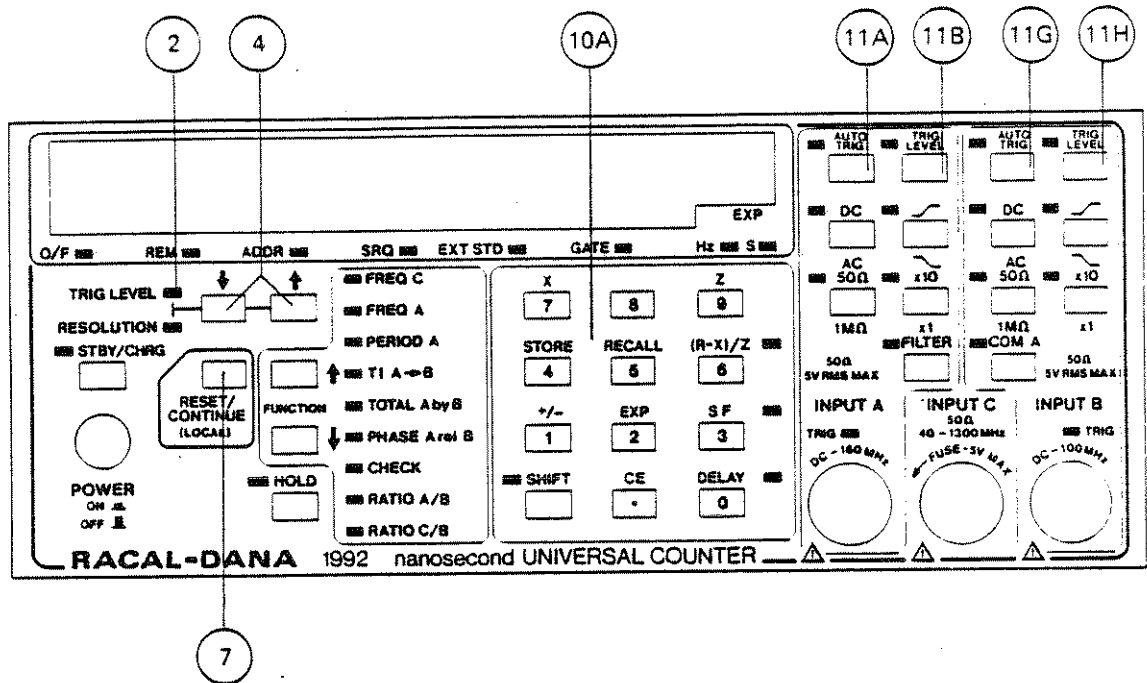 2 4 10A 11A 11B 11G 11H
EXP
O/F REM ADDR SRQ EXT STD GATE Hz S
TRIG LEVEL
RESOLUTION
STBY/CHRG
RESET/
CONTINUE
(LOCAL)
POWER
ON
OFF
FUNCTION
HOLD
FREQ C
FREQ A
PERIOD A
T1 A B
TOTAL A by B
PHASE A rel B
CHECK
RATIO A/B
RATIO C/B
X Z
7 8 9
STORE RECALL (R-X)/Z
4 5 6
+/- EXP SF
1 2 3
SHIFT CE DELAY
. 0
AUTO TRIG
TRIG LEVEL
DC
AC
50Ω
x10
1MΩ x1
FILTER
50Ω
5V RMS MAX
AUTO TRIG
TRIG LEVEL
DC
AC
50Ω
x10
1MΩ x1
COM A
50Ω
5V RMS MAX
INPUT A
TRIG
DC - 160 MHz
INPUT C
50Ω
40 - 1300 MHz
FUSE - 5V MAX
INPUT B
TRIG
DC - 100 MHz
RACAL-DANA 1992 nanosecond UNIVERSAL COUNTER
7